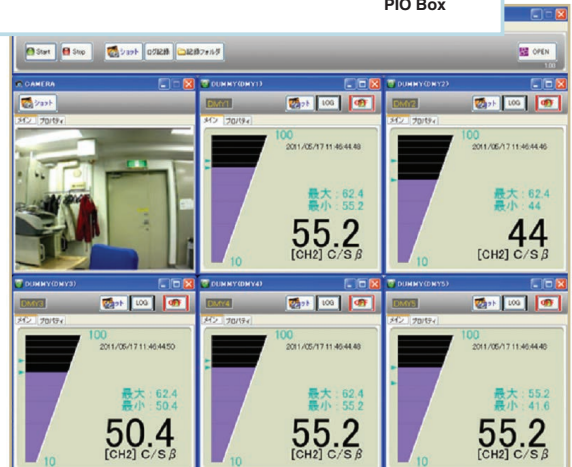 PIO Box
Start Stop ショット ログ記録 記録フォルダ OPEN
1.00
CAMERA
ショット
メイン プロパティ
DUMMY(DMY1)
DMY1 ショット LOG
メイン プロパティ
100
2011/05/17 11:46:44.48
最大 : 62.4
最小 : 55.2
55.2
[CH2] C/S β
10
DUMMY(DMY2)
DMY2 ショット LOG
メイン プロパティ
100
2011/05/17 11:46:44.46
最大 : 62.4
最小 : 44
44
[CH2] C/S β
10
DUMMY(DMY3)
DMY3 ショット LOG
メイン プロパティ
100
2011/05/17 11:46:44.50
最大 : 62.4
最小 : 50.4
50.4
[CH2] C/S β
10
DUMMY(DMY4)
DMY4 ショット LOG
メイン プロパティ
100
2011/05/17 11:46:44.48
最大 : 62.4
最小 : 55.2
55.2
[CH2] C/S β
10
DUMMY(DMY5)
DMY5 ショット LOG
メイン プロパティ
100
2011/05/17 11:46:44.48
最大 : 55.2
最小 : 41.6
55.2
[CH2] C/S β
10